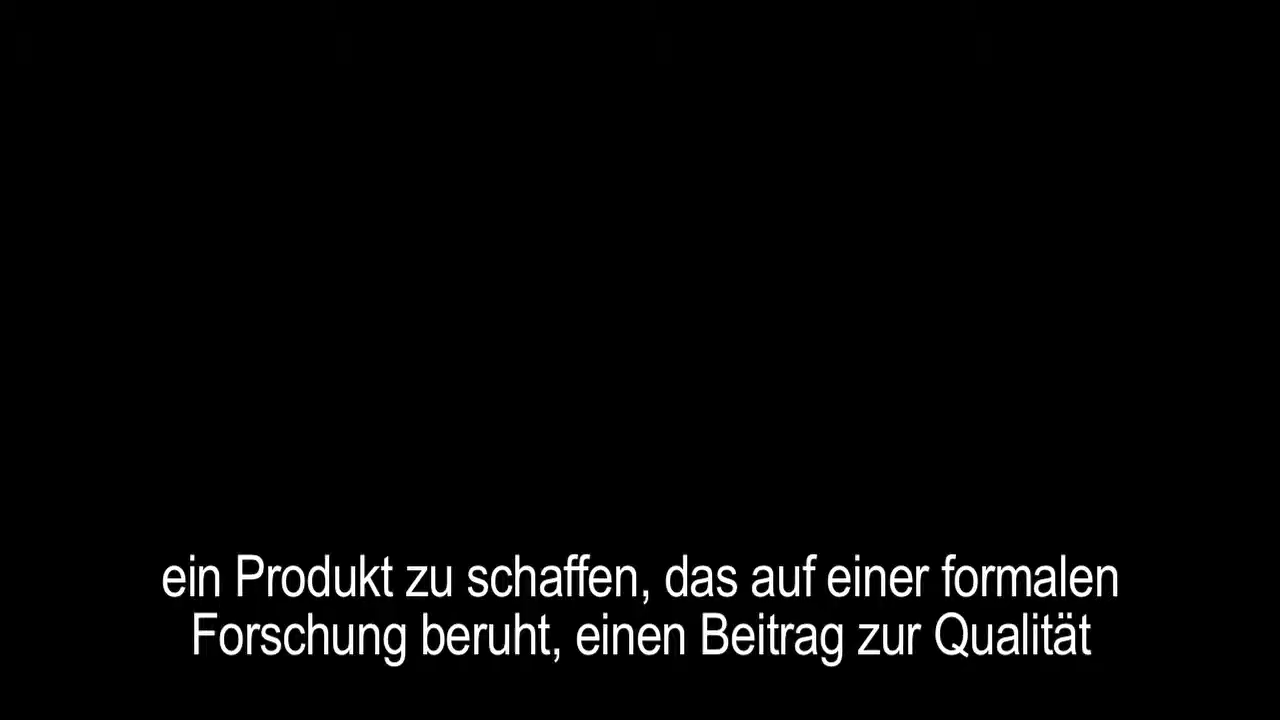 ein Produkt zu schaffen, das auf einer formalen
Forschung beruht, einen Beitrag zur Qualität